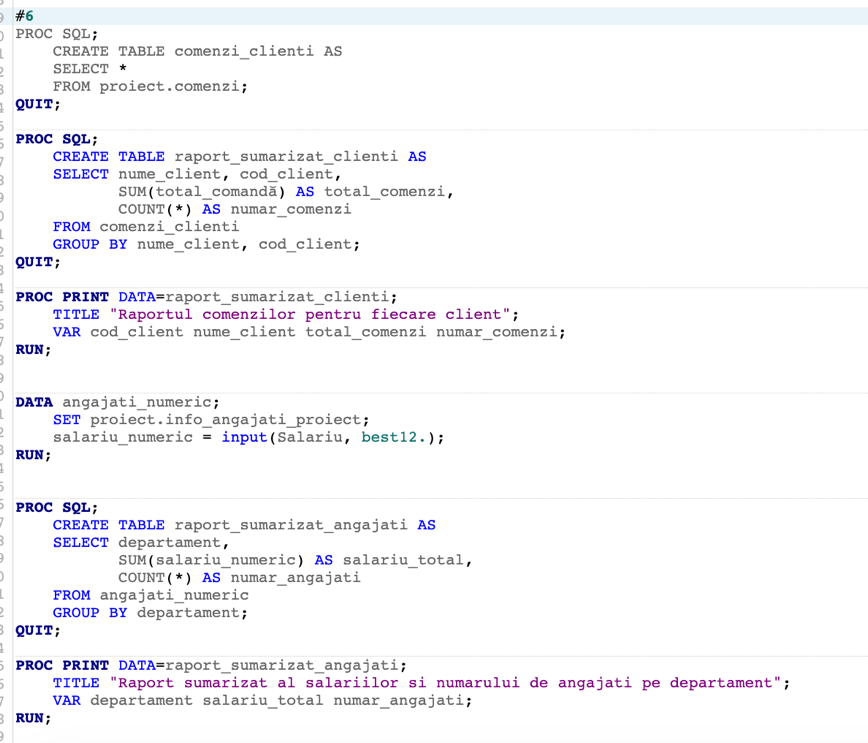 #6
PROC SQL;
    CREATE TABLE comenzi_clienti AS
    SELECT *
    FROM proiect.comenzi;
QUIT;
PROC SQL;
    CREATE TABLE raport_sumarizat_clienti AS
    SELECT nume_client, cod_client,
           SUM(total_comandă) AS total_comenzi,
           COUNT(*) AS numar_comenzi
    FROM comenzi_clienti
    GROUP BY nume_client, cod_client;
QUIT;
PROC PRINT DATA=raport_sumarizat_clienti;
    TITLE "Raportul comenzilor pentru fiecare client";
    VAR cod_client nume_client total_comenzi numar_comenzi;
RUN;
DATA angajati_numeric;
    SET proiect.info_angajati_proiect;
    salariu_numeric = input(Salariu, best12.);
RUN;
PROC SQL;
    CREATE TABLE raport_sumarizat_angajati AS
    SELECT departament,
           SUM(salariu_numeric) AS salariu_total,
           COUNT(*) AS numar_angajati
    FROM angajati_numeric
    GROUP BY departament;
QUIT;
PROC PRINT DATA=raport_sumarizat_angajati;
    TITLE "Raport sumarizat al salariilor si numarului de angajati pe departament";
    VAR departament salariu_total numar_angajati;
RUN;